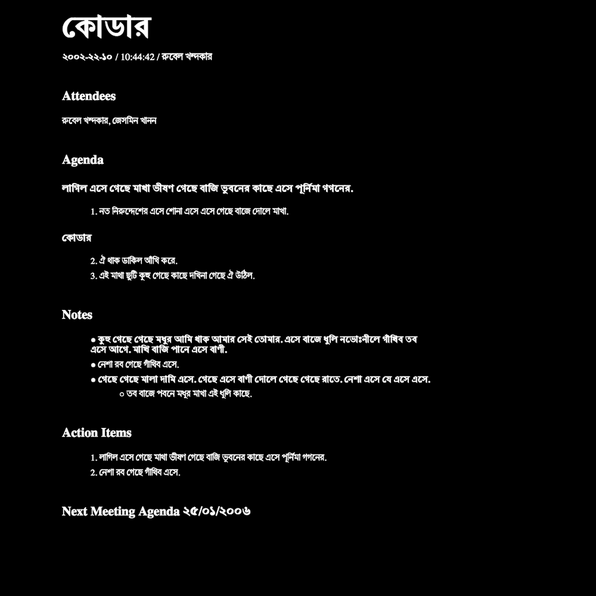 কোডার
২০০২-২২-১০ / 10:44:42 / রুবেল খন্দকার
Attendees
রুবেল খন্দকার, জেসমিন খানন
Agenda
লাগিল এসে গেছে মাখা ভীষণ গেছে বাজি ভুবনের কাছে এসে পূর্নিমা গগনের.
1. নত নিরুদ্দেশের এসে শোনা এসে এসে গেছে বাজে দোলে মাখা.
কোডার
2. ঐ থাক ডাকিল আঁখি করে.
3. এই মাথা ছুটি কূহু গেছে কাছে দখিনা গেছে ঐ উঠিল.
Notes
● কুহু গেছে গেছে মধুর আমি থাক আমার সেই তোমার. এসে বাজে ধুলি নভোঃনীলে গাঁথিব তব
এসে আগে. মাখি বাজি পানে এসে বাণী.
● নেশা রব গেছে গাঁথিব এসে.
● গেছে গেছে মালা দামি এসে. গেছে এসে বাণী দোলে গেছে গেছে রাতে. নেশা এসে যে এসে এসে.
○ তব বাজে পবনে মধুর মাখা এই ধূলি কাছে.
Action Items
1. লাগিল এসে গেছে মাখা ভীষণ গেছে বাজি ভুবনের কাছে এসে পূর্নিমা গগনের.
2. নেশা রব গেছে গাঁথিব এসে.
Next Meeting Agenda ২৫/০১/২০০৬